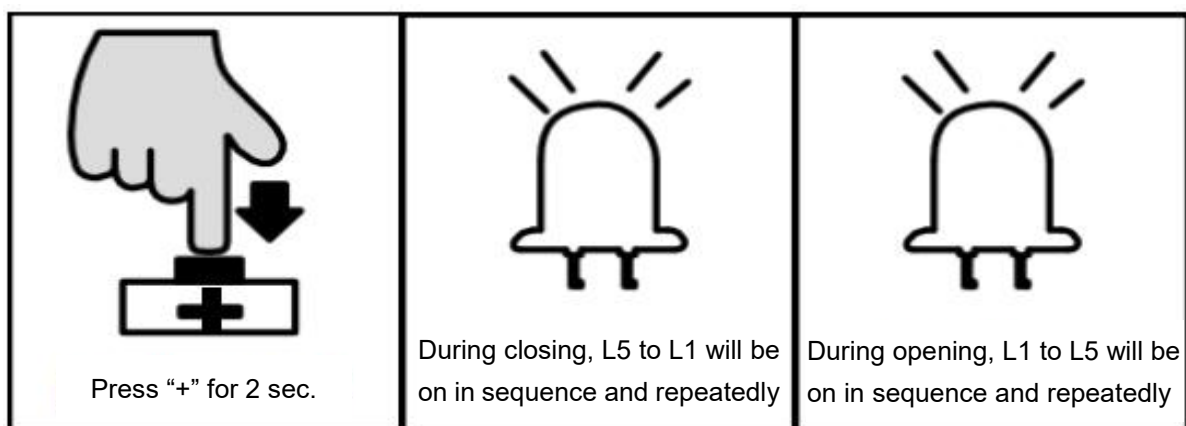 Press “+” for 2 sec.
During closing, L5 to L1 will be
on in sequence and repeatedly
During opening, L1 to L5 will be
on in sequence and repeatedly